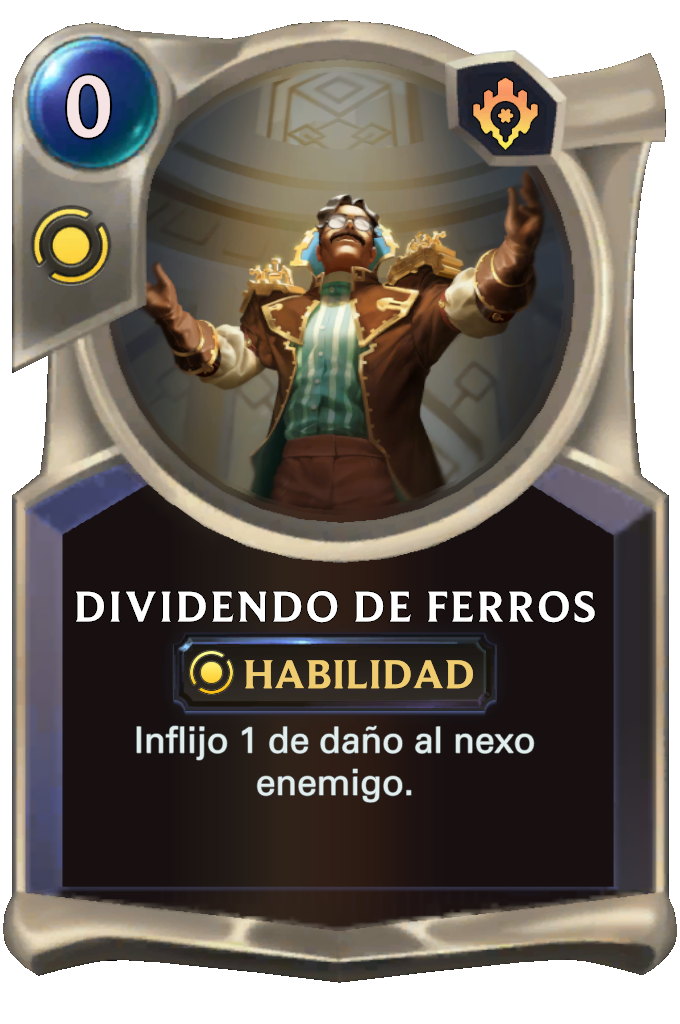 0
DIVIDENDO DE FERROS
HABILIDAD
Inflijo 1 de daño al nexo
enemigo.